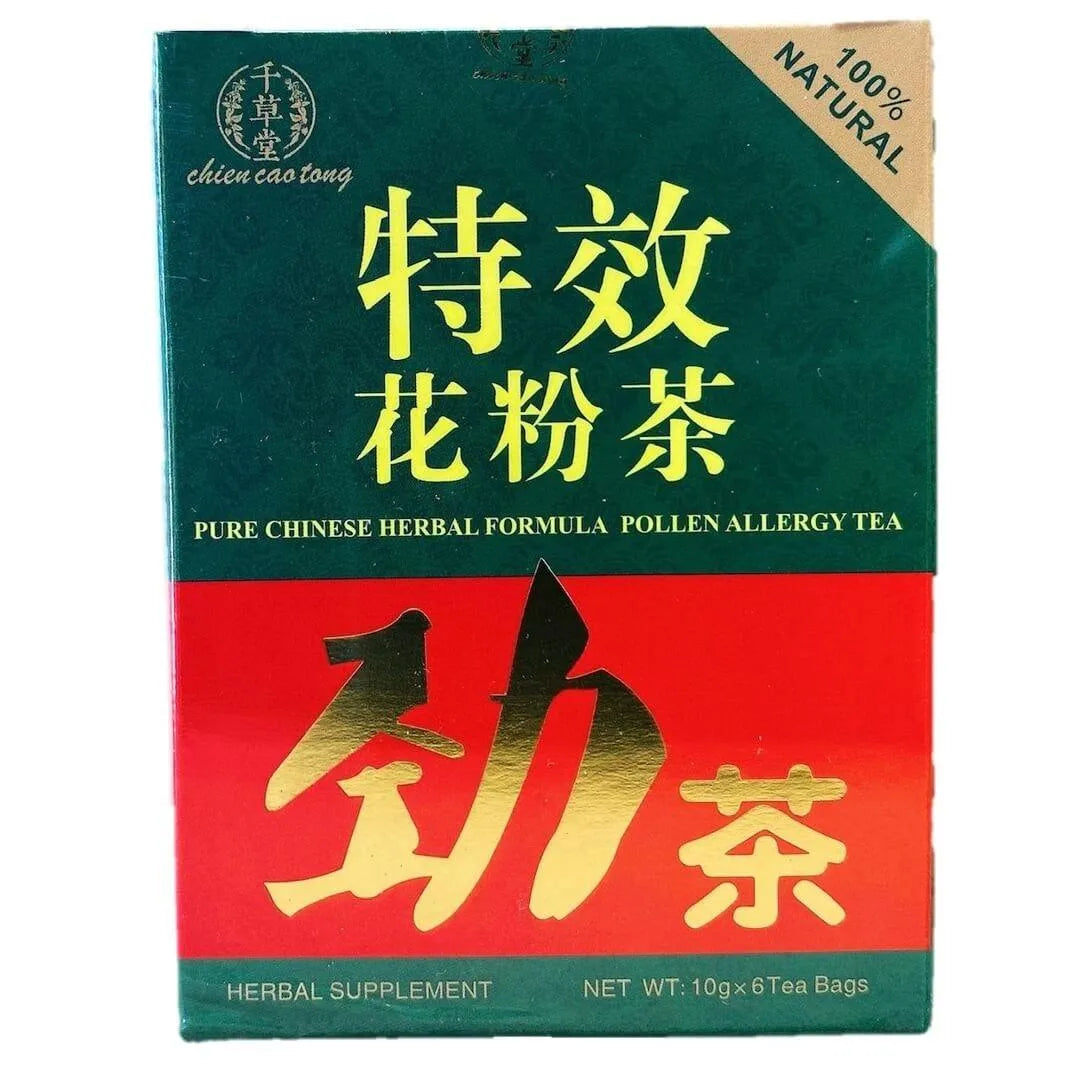 千草堂
chien cao tong
100%
NATURAL
特效
花粉茶
PURE CHINESE HERBAL FORMULA POLLEN ALLERGY TEA
劲茶
HERBAL SUPPLEMENT
NET WT: 10g×6Tea Bags